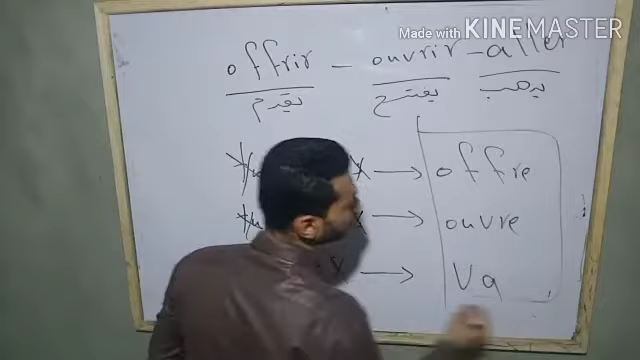 Made with KINEMASTER
offrir - ouvrir - aller
يقدم يفتح يذهب
→ offre
→ ouvre
→ Va